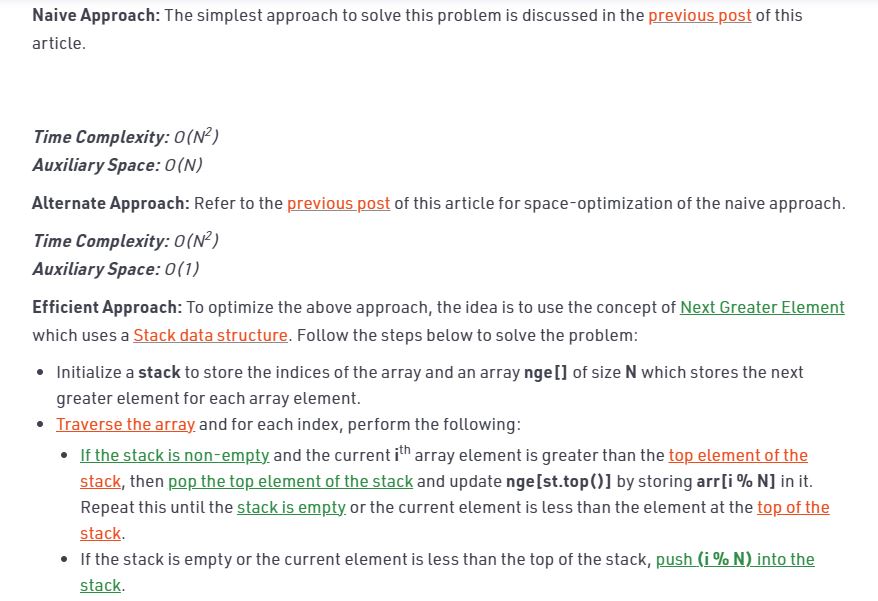 Naive Approach: The simplest approach to solve this problem is discussed in the previous post of this
article.
Time Complexity: O(N²)
Auxiliary Space: O(N)
Alternate Approach: Refer to the previous post of this article for space-optimization of the naive approach.
Time Complexity: O(N²)
Auxiliary Space: O(1)
Efficient Approach: To optimize the above approach, the idea is to use the concept of Next Greater Element
which uses a Stack data structure. Follow the steps below to solve the problem:
• Initialize a stack to store the indices of the array and an array nge[] of size N which stores the next
greater element for each array element.
• Traverse the array and for each index, perform the following:
• If the stack is non-empty and the current iᵗʰ array element is greater than the top element of the
stack, then pop the top element of the stack and update nge[st.top()] by storing arr[i % N] in it.
Repeat this until the stack is empty or the current element is less than the element at the top of the
stack.
• If the stack is empty or the current element is less than the top of the stack, push (i % N) into the
stack.